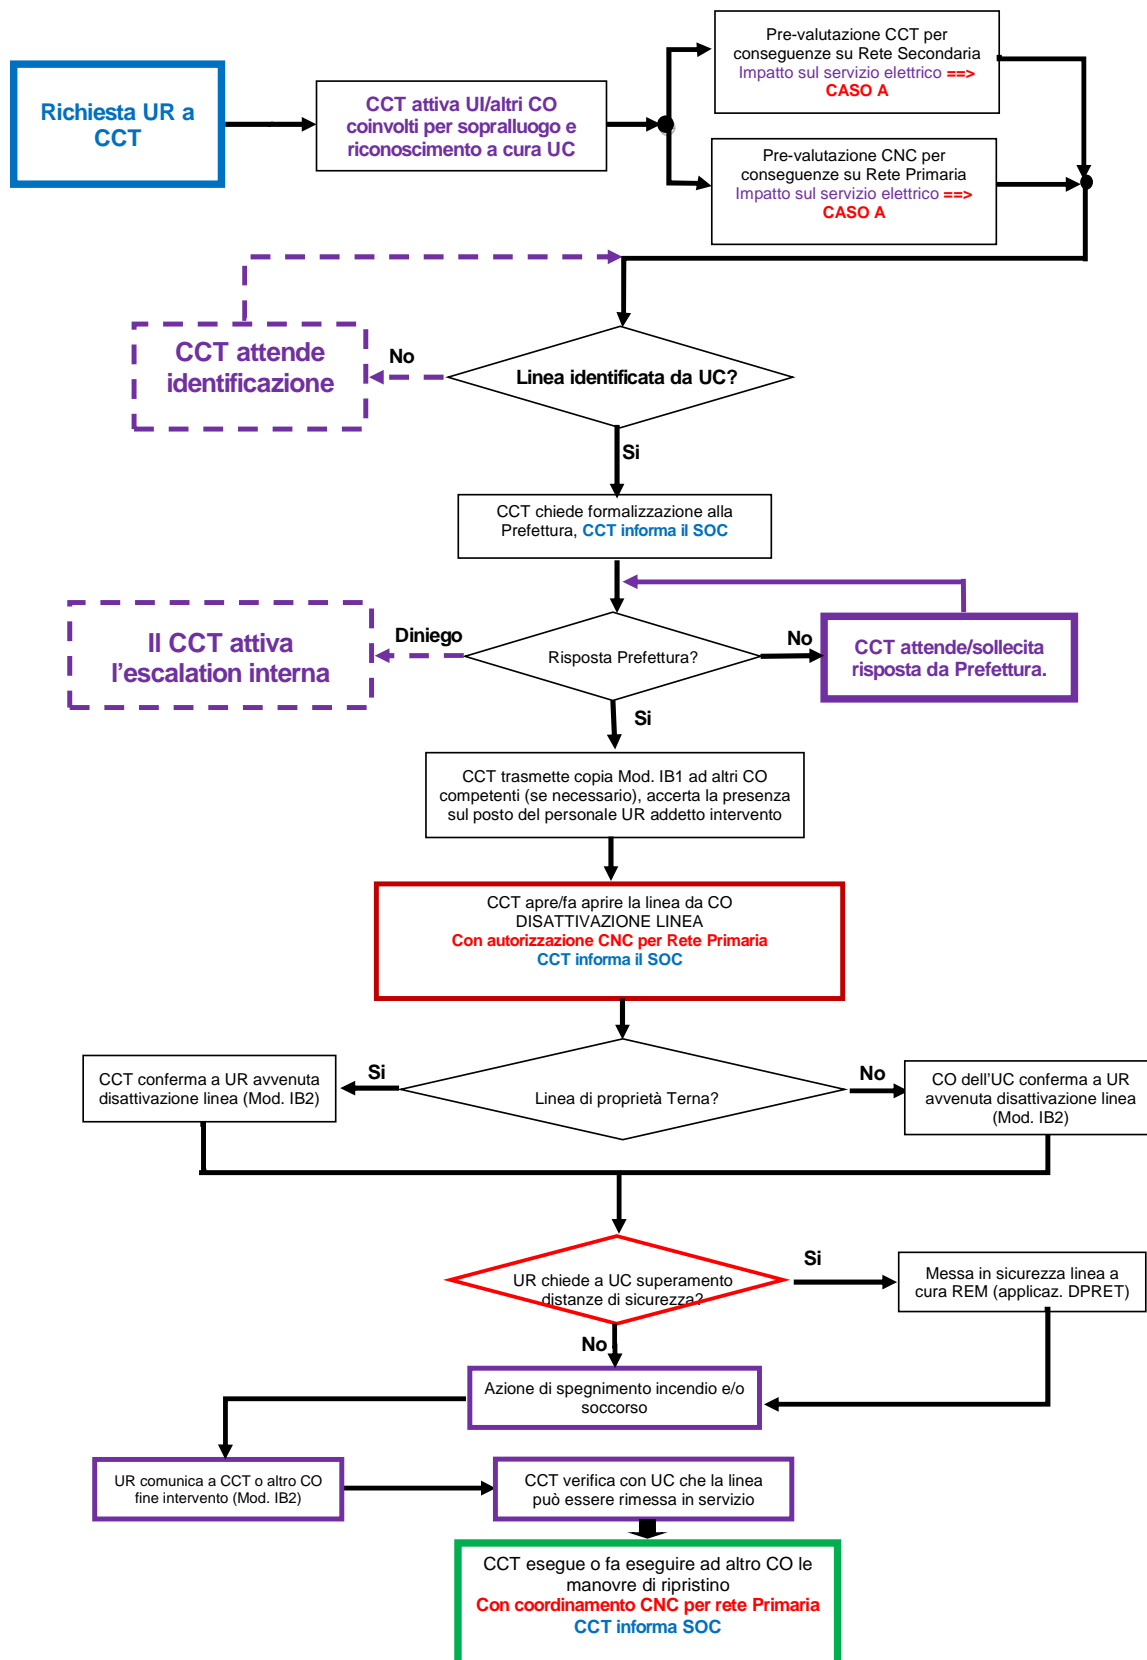 Richiesta UR a
CCT
CCT attiva UI/altri CO
coinvolti per sopralluogo e
riconoscimento a cura UC
Pre-valutazione CCT per
conseguenze su Rete Secondaria
Impatto sul servizio elettrico ==>
CASO A
Pre-valutazione CNC per
conseguenze su Rete Primaria
Impatto sul servizio elettrico ==>
CASO A
CCT attende
identificazione
No
Linea identificata da UC?
Si
CCT chiede formalizzazione alla
Prefettura, CCT informa il SOC
Il CCT attiva
l’escalation interna
Diniego
Risposta Prefettura?
No
CCT attende/sollecita
risposta da Prefettura.
Si
CCT trasmette copia Mod. IB1 ad altri CO
competenti (se necessario), accerta la presenza
sul posto del personale UR addetto intervento
CCT apre/fa aprire la linea da CO
DISATTIVAZIONE LINEA
Con autorizzazione CNC per Rete Primaria
CCT informa il SOC
CCT conferma a UR avvenuta
disattivazione linea (Mod. IB2)
Si
Linea di proprietà Terna?
No
CO dell’UC conferma a UR
avvenuta disattivazione linea
(Mod. IB2)
UR chiede a UC superamento
distanze di sicurezza?
Si
Messa in sicurezza linea a
cura REM (applicaz. DPRET)
No
Azione di spegnimento incendio e/o
soccorso
UR comunica a CCT o altro CO
fine intervento (Mod. IB2)
CCT verifica con UC che la linea
può essere rimessa in servizio
CCT esegue o fa eseguire ad altro CO le
manovre di ripristino
Con coordinamento CNC per rete Primaria
CCT informa SOC